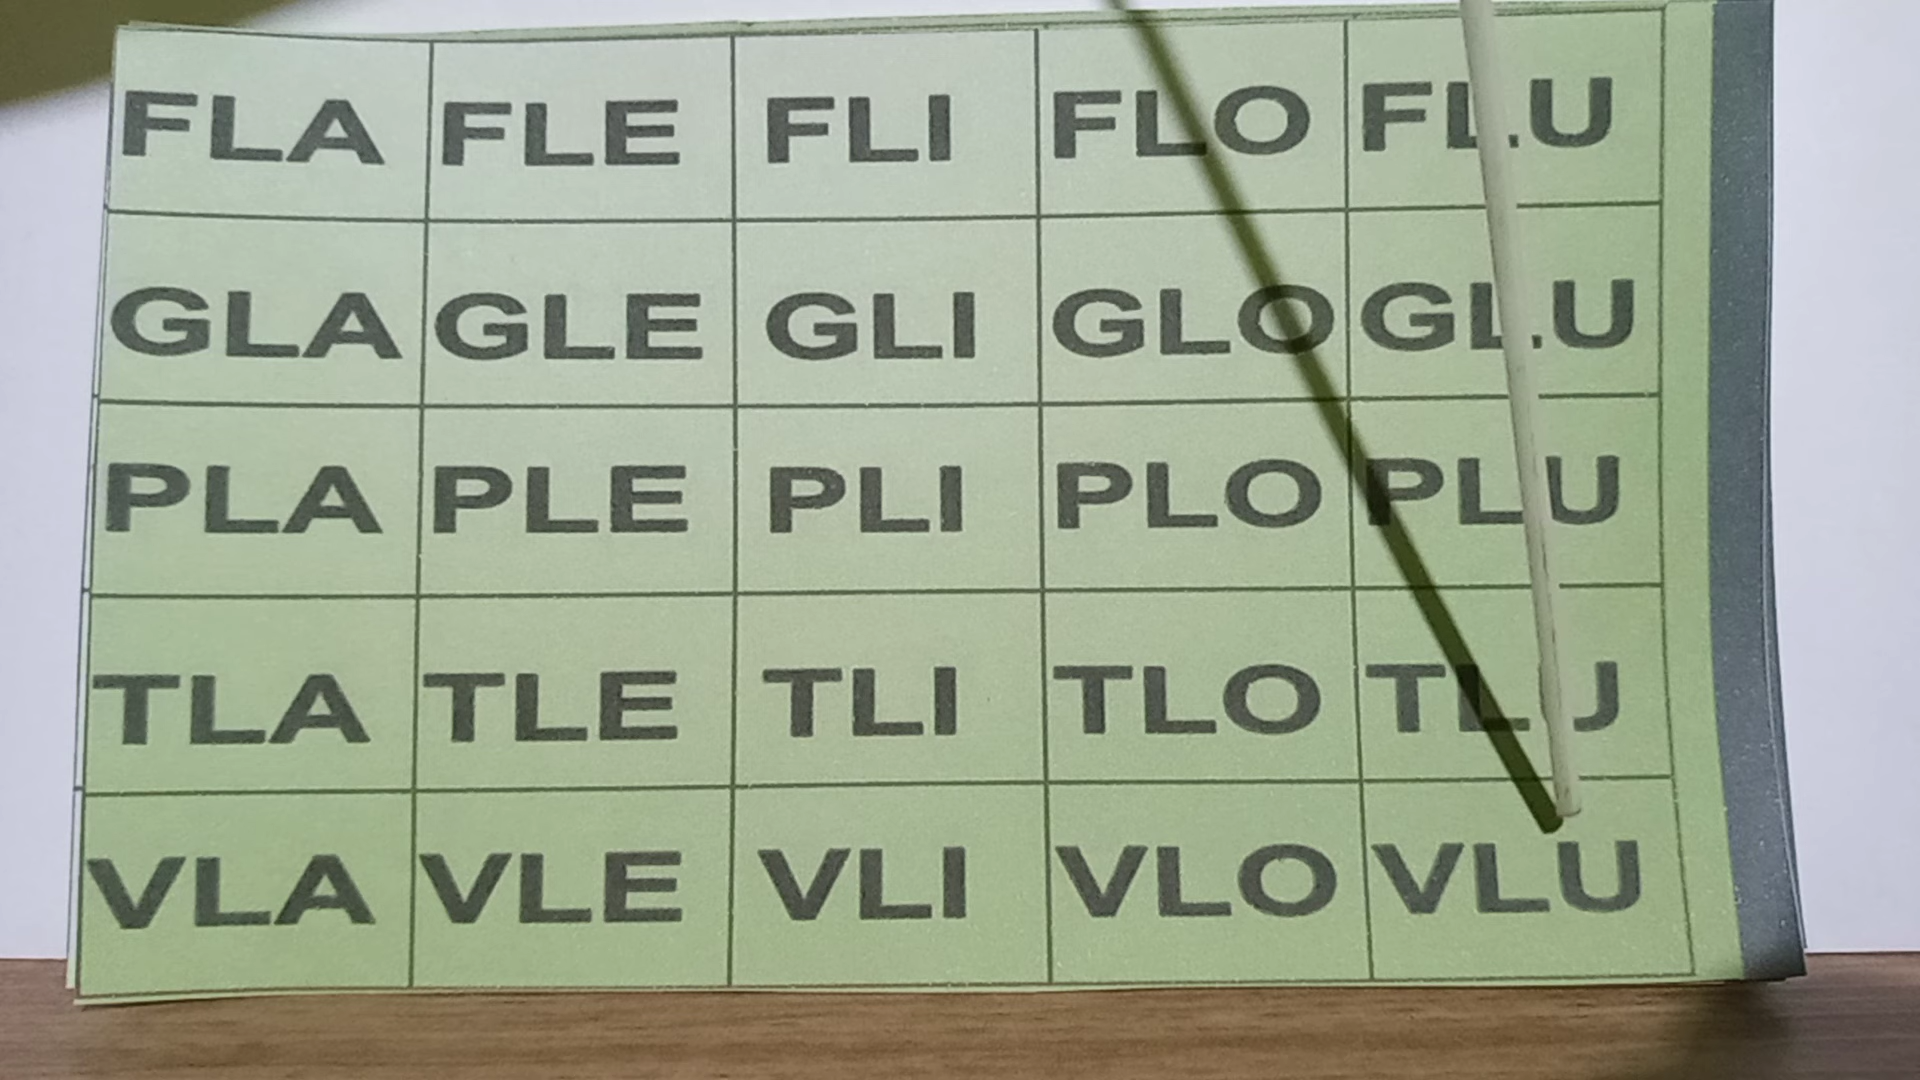 FLA FLE FLI FLO FLU
GLA GLE GLI GLO GLU
PLA PLE PLI PLO PLU
TLA TLE TLI TLO TLU
VLA VLE VLI VLO VLU